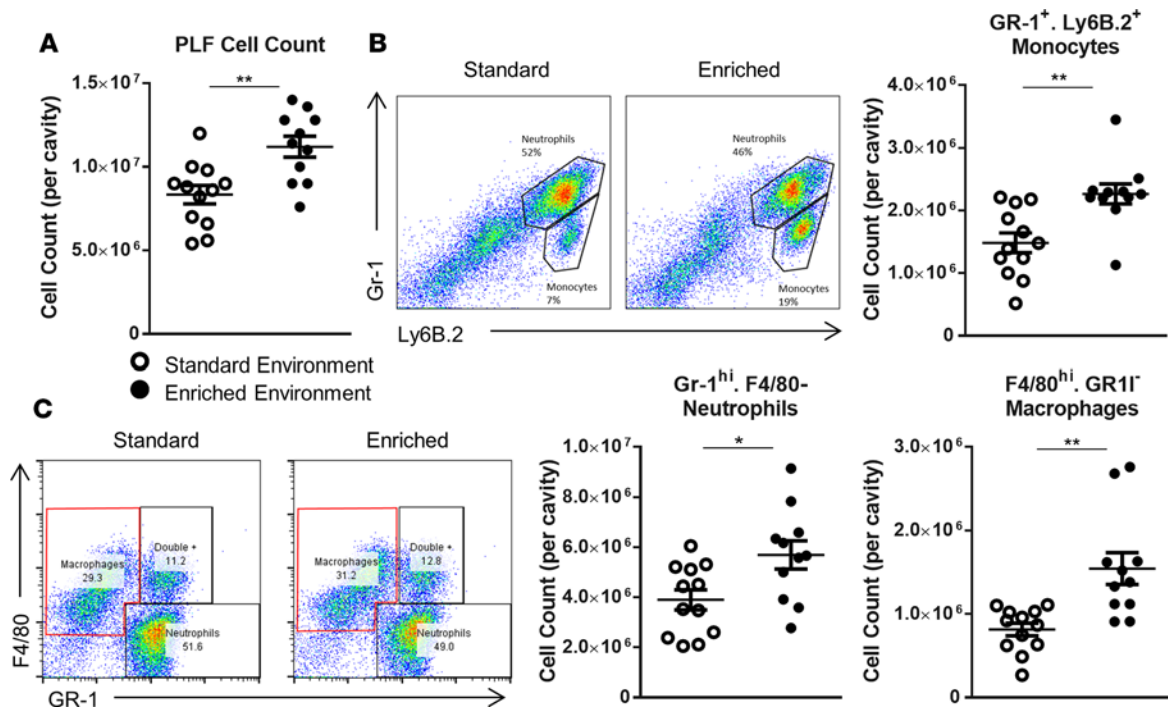 A
PLF Cell Count
**
1.5×10⁷
1.0×10⁷
5.0×10⁶
0
Cell Count (per cavity)
Standard Environment
Enriched Environment
B
Standard
Enriched
Neutrophils
52%
Monocytes
7%
Neutrophils
46%
Monocytes
19%
Gr-1
Ly6B.2
GR-1⁺. Ly6B.2⁺
Monocytes
**
4.0×10⁶
3.0×10⁶
2.0×10⁶
1.0×10⁶
0
Cell Count (per cavity)
C
Standard
Enriched
Macrophages
29.3
Double +
11.2
Neutrophils
51.6
Macrophages
31.2
Double +
12.8
Neutrophils
49.0
F4/80
GR-1
Gr-1ʰⁱ. F4/80-
Neutrophils
*
1.0×10⁷
8.0×10⁶
6.0×10⁶
4.0×10⁶
2.0×10⁶
0
Cell Count (per cavity)
F4/80ʰⁱ. GR1l⁻
Macrophages
**
3.0×10⁶
2.0×10⁶
1.0×10⁶
0
Cell Count (per cavity)